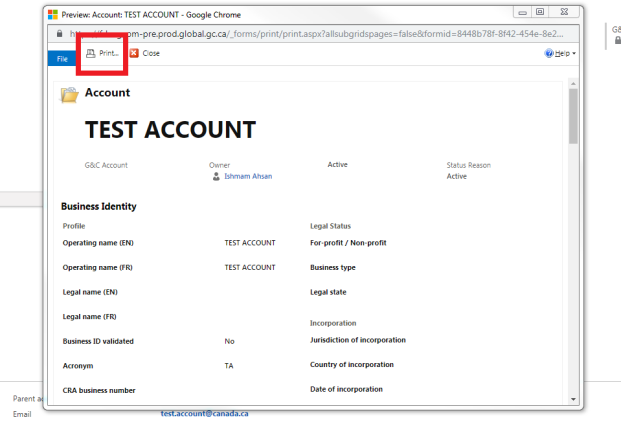 Preview: Account: TEST ACCOUNT - Google Chrome
om-pre.prod.global.gc.ca/_forms/print/print.aspx?allsubgridspages=false&formid=8448b78f-8f42-454e-8e2...
File Print... Close Help
Account
TEST ACCOUNT
G&C Account Owner Active Status Reason
Ishmam Ahsan Active
Business Identity
Profile Legal Status
Operating name (EN) TEST ACCOUNT For-profit / Non-profit
Operating name (FR) TEST ACCOUNT Business type
Legal name (EN) Legal state
Legal name (FR)
Incorporation
Business ID validated No Jurisdiction of incorporation
Acronym TA Country of incorporation
CRA business number Date of incorporation
Parent
Email test.account@canada.ca